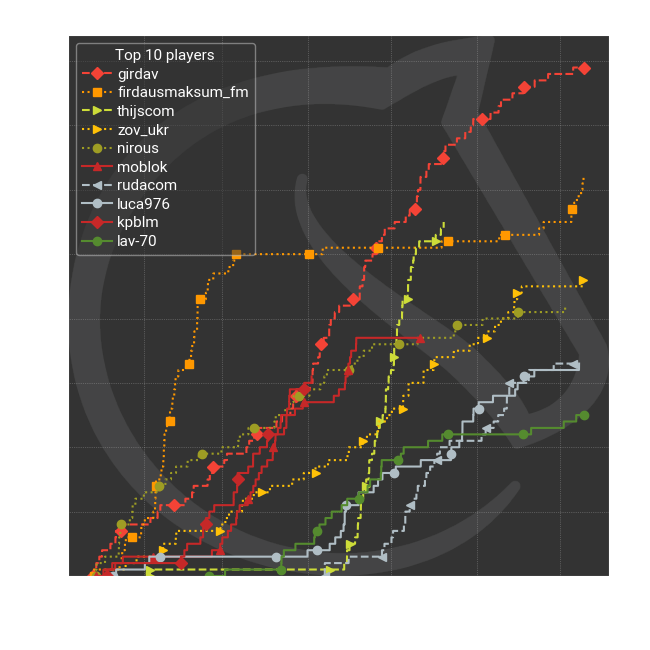 Top 10 players
girdav
firdausmaksum_fm
thijscom
zov_ukr
nirous
moblok
rudacom
luca976
kpblm
lav-70